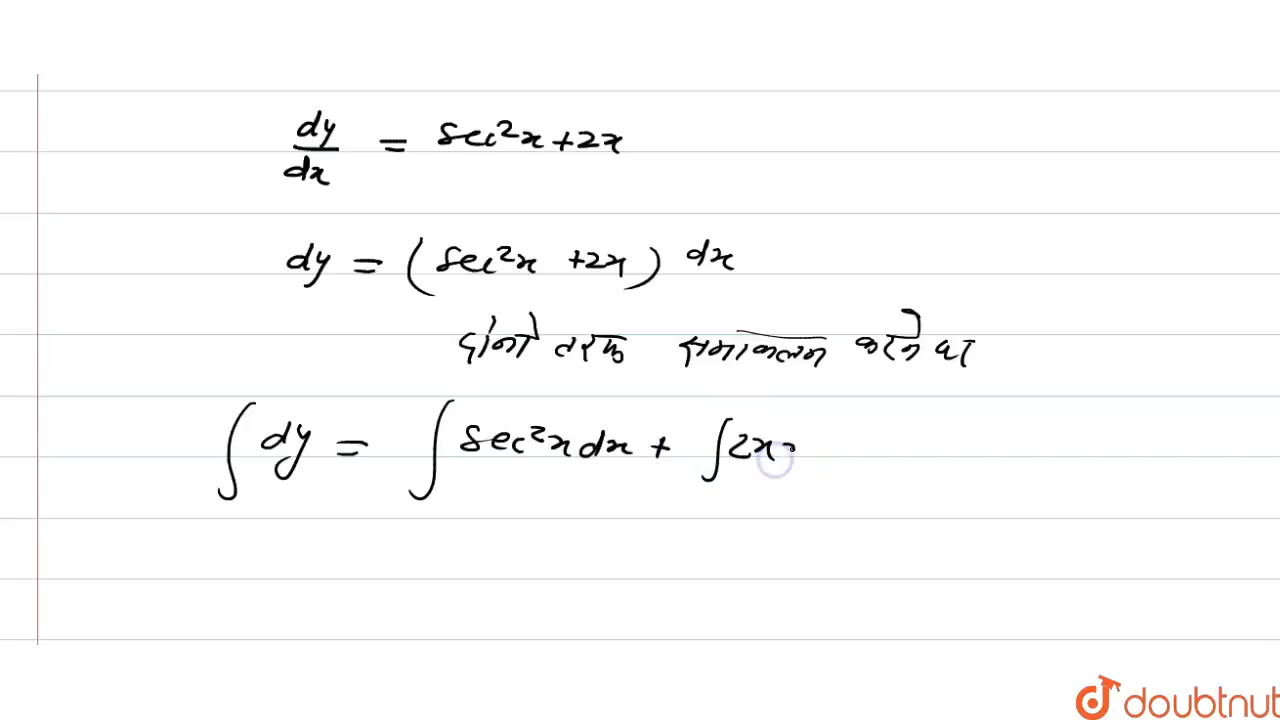 dy/dx = sec²x + 2x
dy = (sec²x + 2x) dx
दोनों तरफ समाकलन करने पर
∫ dy = ∫ sec²x dx + ∫ 2x
doubtnut